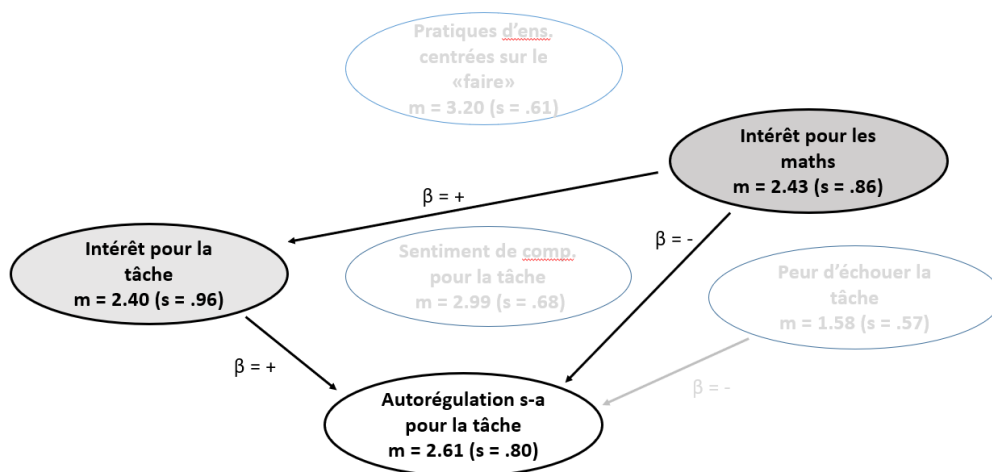 Pratiques d'ens.
centrées sur le
«faire»
m = 3.20 (s = .61)
Intérêt pour les
maths
m = 2.43 (s = .86)
β = +
Intérêt pour la
tâche
m = 2.40 (s = .96)
Sentiment de comp.
pour la tâche
m = 2.99 (s = .68)
β = -
Peur d'échouer la
tâche
m = 1.58 (s = .57)
β = +
β = -
Autorégulation s-a
pour la tâche
m = 2.61 (s = .80)